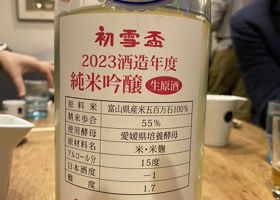 初雪盃
2023酒造年度
純米吟醸 生原酒
原料米 富山県産米五百万石100%
精米歩合 55%
使用酵母 愛媛県培養酵母
原材料名 米・米麹
アルコール分 15度
日本酒度 −1
酸度 1.7